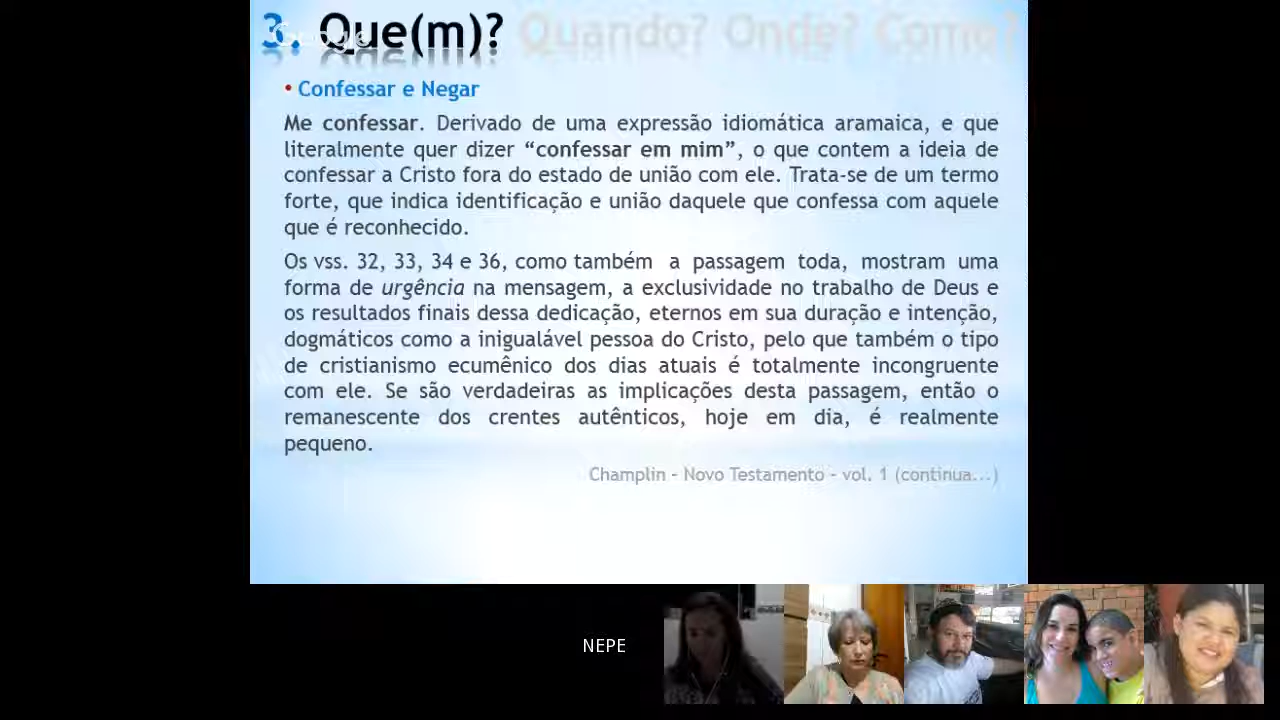 3. Que(m)? Quando? Onde? Como?
Google
• Confessar e Negar
Me confessar. Derivado de uma expressão idiomática aramaica, e que
literalmente quer dizer “confessar em mim”, o que contem a ideia de
confessar a Cristo fora do estado de união com ele. Trata-se de um termo
forte, que indica identificação e união daquele que confessa com aquele
que é reconhecido.
Os vss. 32, 33, 34 e 36, como também a passagem toda, mostram uma
forma de urgência na mensagem, a exclusividade no trabalho de Deus e
os resultados finais dessa dedicação, eternos em sua duração e intenção,
dogmáticos como a inigualável pessoa do Cristo, pelo que também o tipo
de cristianismo ecumênico dos dias atuais é totalmente incongruente
com ele. Se são verdadeiras as implicações desta passagem, então o
remanescente dos crentes autênticos, hoje em dia, é realmente
pequeno.
Champlin - Novo Testamento - vol. 1 (continua...)
NEPE